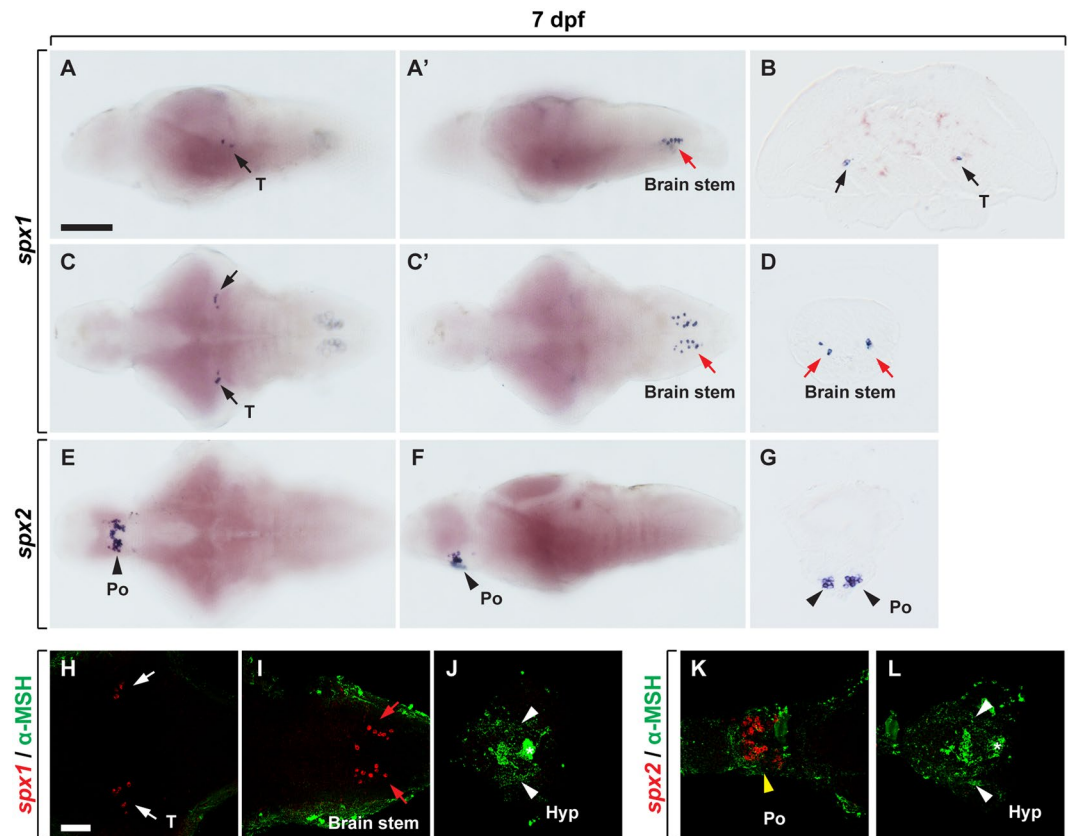 7 dpf
spx1
A
T
A’
Brain stem
B
T
C
T
C’
Brain stem
D
Brain stem
spx2
E
Po
F
Po
G
Po
spx1 / α-MSH
H
T
I
Brain stem
J
*
Hyp
spx2 / α-MSH
K
Po
L
*
Hyp